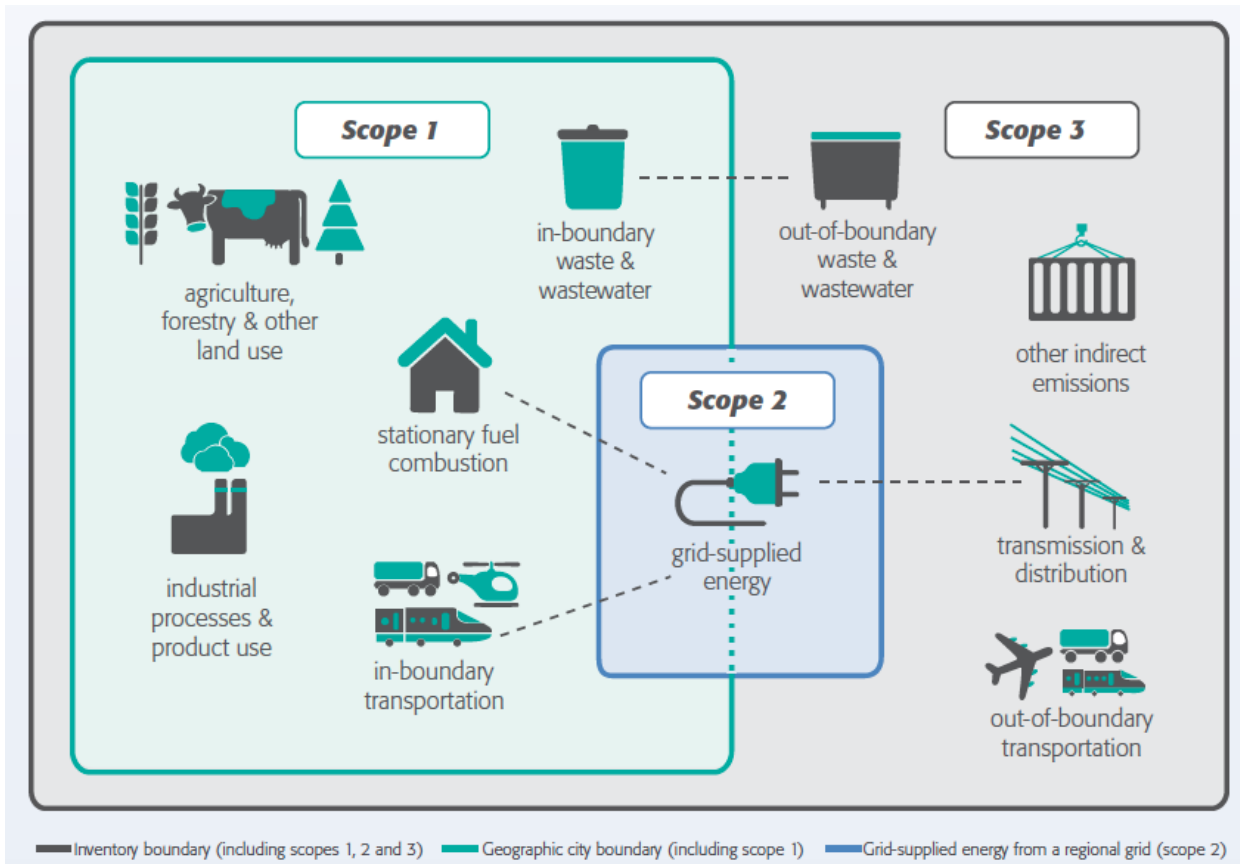 Scope 1
Scope 3
in-boundary
waste &
wastewater
out-of-boundary
waste &
wastewater
agriculture,
forestry & other
land use
other indirect
emissions
Scope 2
stationary fuel
combustion
grid-supplied
energy
transmission &
distribution
industrial
processes &
product use
in-boundary
transportation
out-of-boundary
transportation
Inventory boundary (including scopes 1, 2 and 3)
Geographic city boundary (including scope 1)
Grid-supplied energy from a regional grid (scope 2)